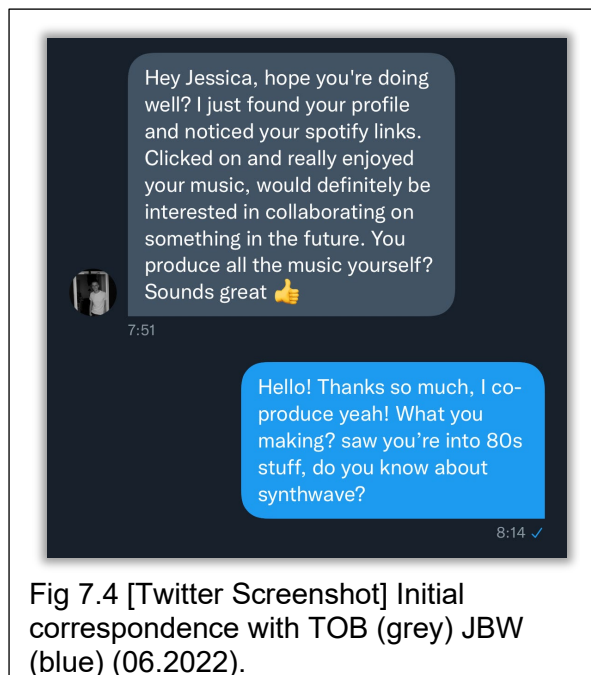 Hey Jessica, hope you're doing
well? I just found your profile
and noticed your spotify links.
Clicked on and really enjoyed
your music, would definitely be
interested in collaborating on
something in the future. You
produce all the music yourself?
Sounds great 👍
7:51
Hello! Thanks so much, I co-
produce yeah! What you
making? saw you’re into 80s
stuff, do you know about
synthwave?
8:14 ✓
Fig 7.4 [Twitter Screenshot] Initial
correspondence with TOB (grey) JBW
(blue) (06.2022).